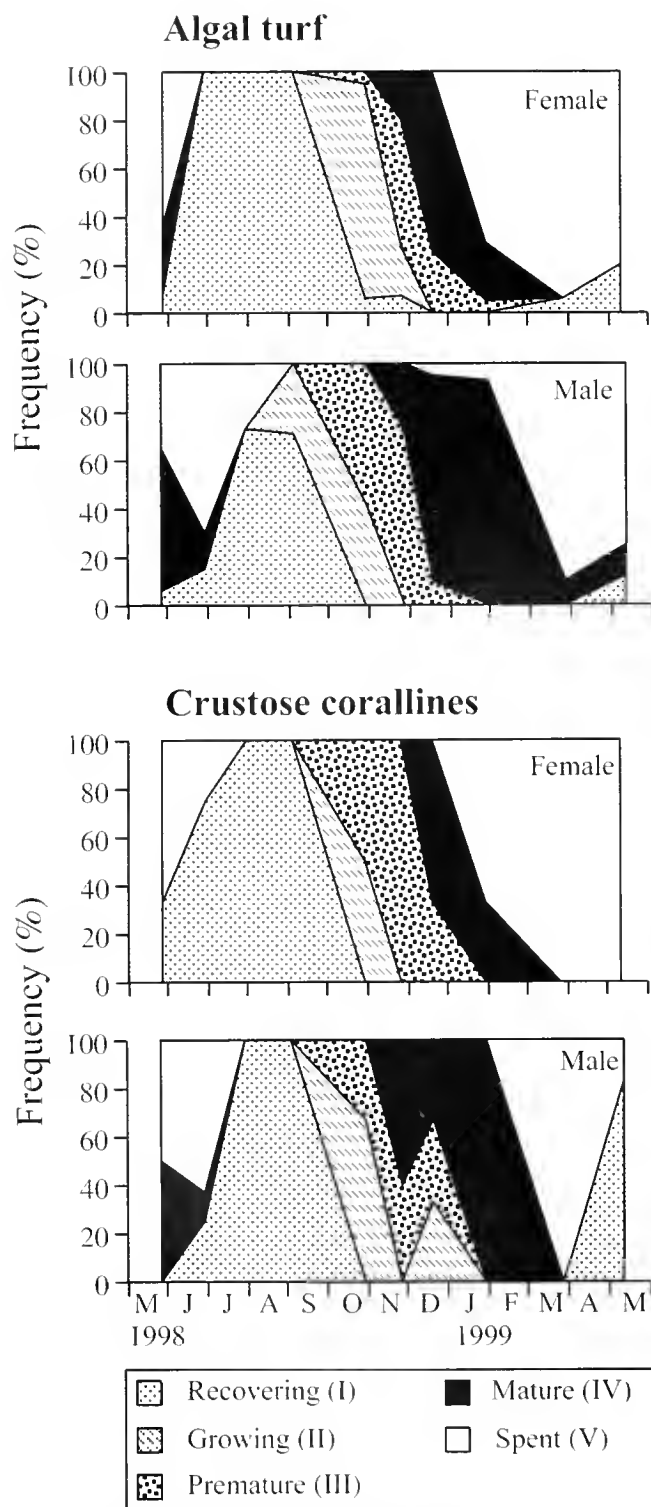 Algal turf
100
80
60
40
20
0
Female
100
80
60
40
20
0
Male
Frequency (%)
Crustose corallines
100
80
60
40
20
0
Female
100
80
60
40
20
0
Male
Frequency (%)
M J J A S O N D J F M A M
1998 1999
Recovering (I) Mature (IV)
Growing (II) Spent (V)
Premature (III)